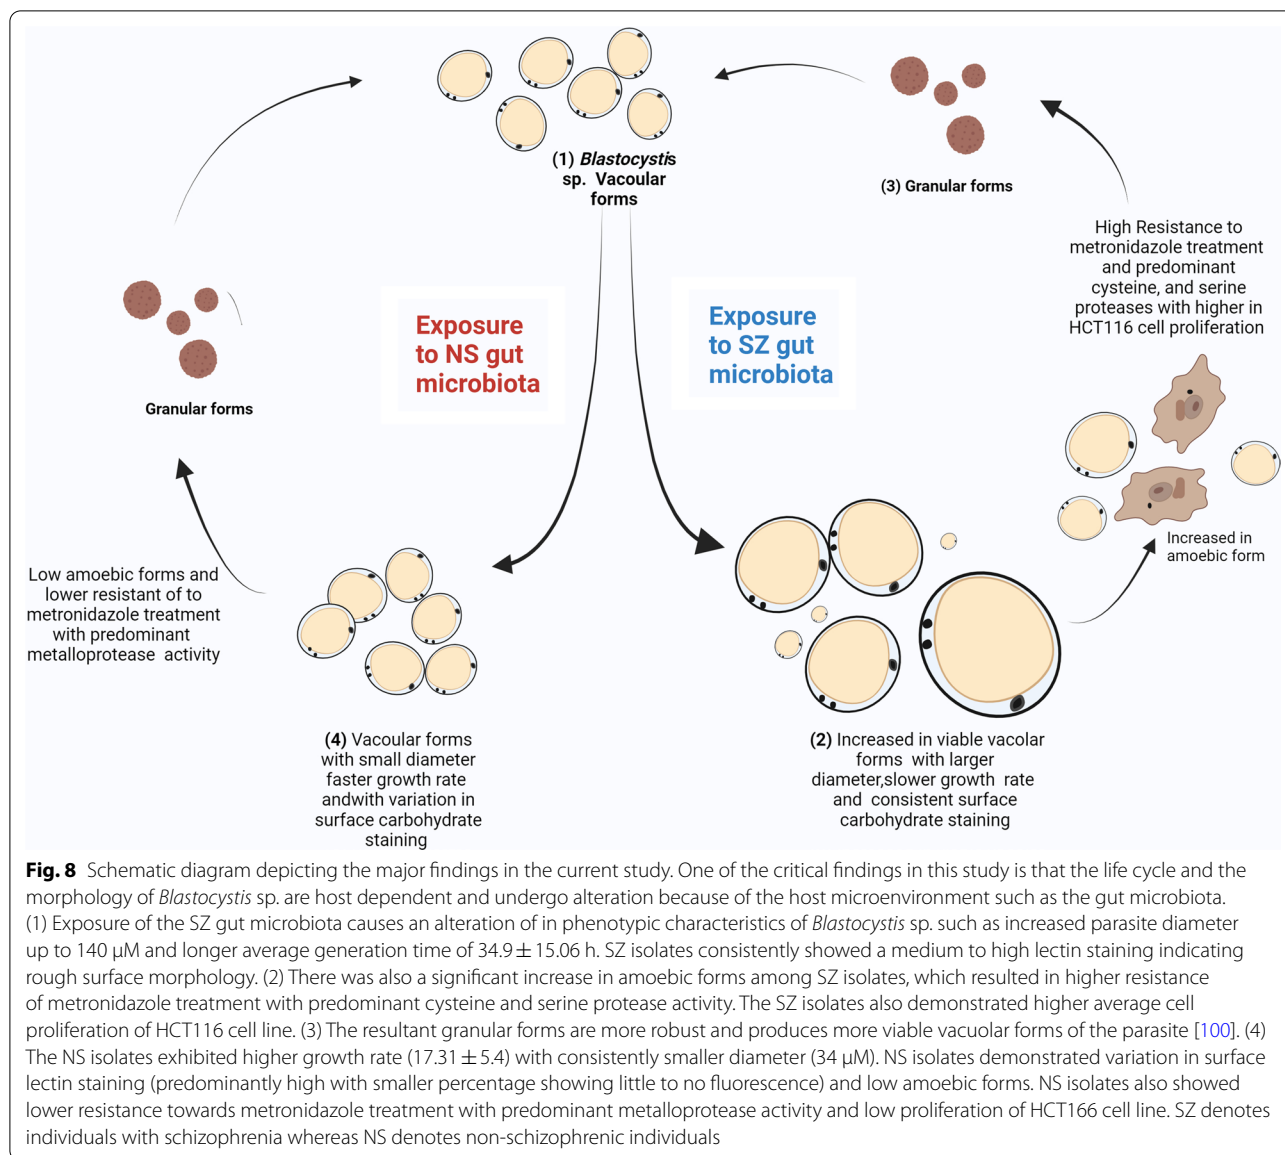 (1) Blastocystis
sp. Vacoular
forms
(3) Granular forms
High Resistance to
metronidazole treatment
and predominant
cysteine, and serine
proteases with higher in
HCT116 cell proliferation
Exposure
to NS gut
microbiota
Exposure
to SZ gut
microbiota
Granular forms
Increased in
amoebic form
Low amoebic forms and
lower resistant of to
metronidazole treatment
with predominant
metalloprotease activity
(4) Vacoular forms
with small diameter
faster growth rate
andwith variation in
surface carbohydrate
staining
(2) Increased in viable vacolar
forms with larger
diameter,slower growth rate
and consistent surface
carbohydrate staining
Fig. 8 Schematic diagram depicting the major findings in the current study. One of the critical findings in this study is that the life cycle and the
morphology of Blastocystis sp. are host dependent and undergo alteration because of the host microenvironment such as the gut microbiota.
(1) Exposure of the SZ gut microbiota causes an alteration of in phenotypic characteristics of Blastocystis sp. such as increased parasite diameter
up to 140 μM and longer average generation time of 34.9 ± 15.06 h. SZ isolates consistently showed a medium to high lectin staining indicating
rough surface morphology. (2) There was also a significant increase in amoebic forms among SZ isolates, which resulted in higher resistance
of metronidazole treatment with predominant cysteine and serine protease activity. The SZ isolates also demonstrated higher average cell
proliferation of HCT116 cell line. (3) The resultant granular forms are more robust and produces more viable vacuolar forms of the parasite [100]. (4)
The NS isolates exhibited higher growth rate (17.31 ± 5.4) with consistently smaller diameter (34 μM). NS isolates demonstrated variation in surface
lectin staining (predominantly high with smaller percentage showing little to no fluorescence) and low amoebic forms. NS isolates also showed
lower resistance towards metronidazole treatment with predominant metalloprotease activity and low proliferation of HCT166 cell line. SZ denotes
individuals with schizophrenia whereas NS denotes non-schizophrenic individuals